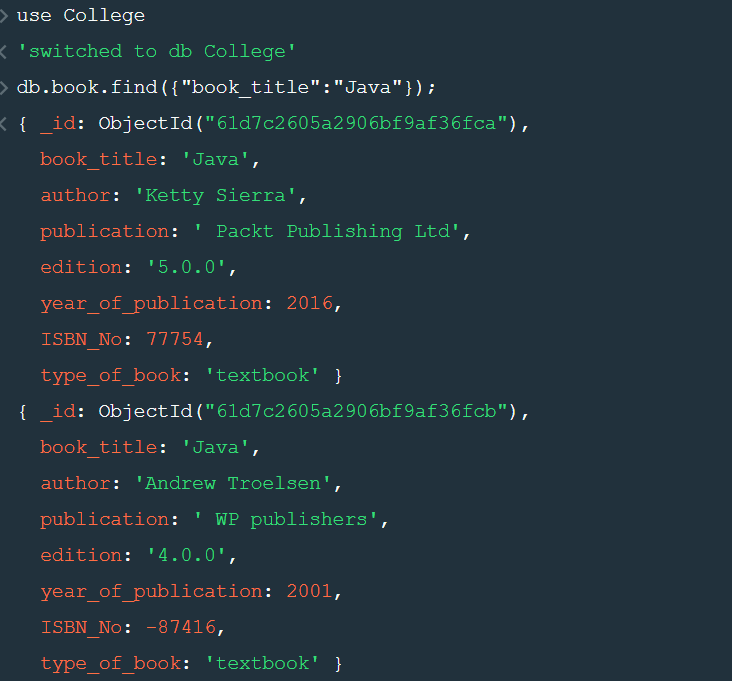 > use College
< 'switched to db College'
> db.book.find({"book_title":"Java"});
< { _id: ObjectId("61d7c2605a2906bf9af36fca"),
book_title: 'Java',
author: 'Ketty Sierra',
publication: ' Packt Publishing Ltd',
edition: '5.0.0',
year_of_publication: 2016,
ISBN_No: 77754,
type_of_book: 'textbook' }
{ _id: ObjectId("61d7c2605a2906bf9af36fcb"),
book_title: 'Java',
author: 'Andrew Troelsen',
publication: ' WP publishers',
edition: '4.0.0',
year_of_publication: 2001,
ISBN_No: -87416,
type_of_book: 'textbook' }